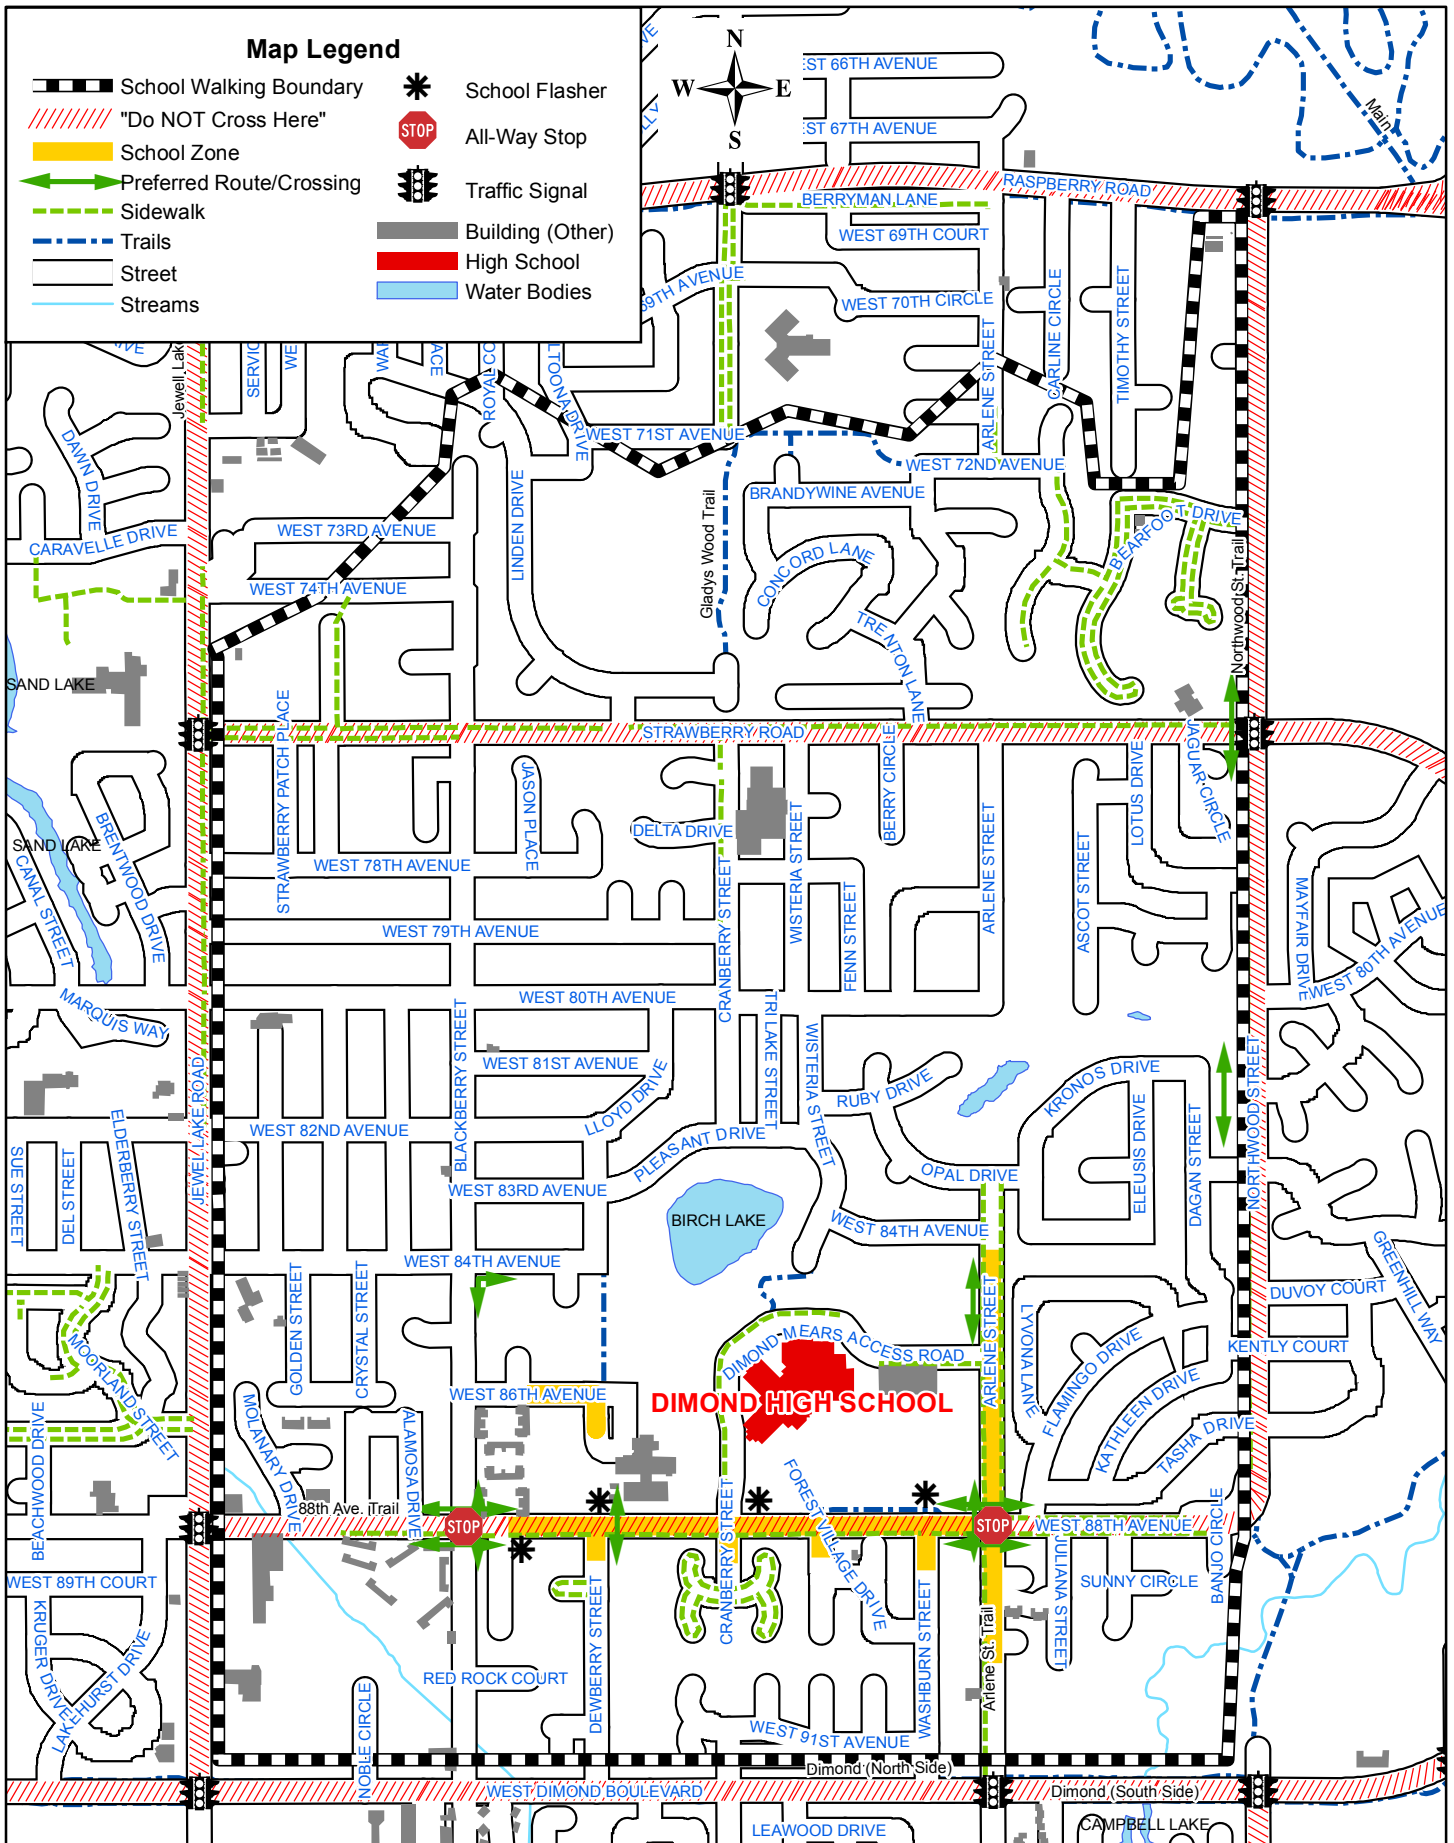 Map Legend
School Walking Boundary
"Do NOT Cross Here"
School Zone
Preferred Route/Crossing
Sidewalk
Trails
Street
Streams
School Flasher
STOP
All-Way Stop
Traffic Signal
Building (Other)
High School
Water Bodies
N
W
E
S
EST 66TH AVENUE
EST 67TH AVENUE
Main
RASPBERRY ROAD
BERRYMAN LANE
WEST 69TH COURT
69TH AVENUE
WEST 70TH CIRCLE
ARLENE STREET
CARLINE CIRCLE
TIMOTHY STREET
Jewell Lake
SERVIC
WE
WAR
ACE
ROYAL CO
LTOONA DRIVE
WEST 71ST AVENUE
WEST 72ND AVENUE
DAWN DRIVE
CARAVELLE DRIVE
WEST 73RD AVENUE
WEST 74TH AVENUE
LINDEN DRIVE
Gladys Wood Trail
BRANDYWINE AVENUE
CONCORD LANE
TRENTON LANE
BEARFOOT DRIVE
Northwood St. Trail
SAND LAKE
STRAWBERRY ROAD
STRAWBERRY PATCH PLACE
JASON PLACE
DELTA DRIVE
BERRY CIRCLE
LOTUS DRIVE
JAGUAR CIRCLE
SAND LAKE
BRENTWOOD DRIVE
CANAL STREET
WEST 78TH AVENUE
WISTERIA STREET
ARLENE STREET
ASCOT STREET
FENN STREET
CRANBERRY STREET
MAYFAIR DRIVE
WEST 80TH AVENUE
WEST 79TH AVENUE
WEST 80TH AVENUE
MARQUIS WAY
JEWEL LAKE ROAD
BLACKBERRY STREET
WEST 81ST AVENUE
LLOYD DRIVE
TRI LAKE STREET
WISTERIA STREET
RUBY DRIVE
KRONOS DRIVE
NORTHWOOD STREET
WEST 82ND AVENUE
PLEASANT DRIVE
OPAL DRIVE
ELEUSIS DRIVE
DAGAN STREET
SUE STREET
DEL STREET
ELDERBERRY STREET
WEST 83RD AVENUE
BIRCH LAKE
WEST 84TH AVENUE
WEST 84TH AVENUE
GREENHILL WAY
DUVOY COURT
KENTLY COURT
GOLDEN STREET
CRYSTAL STREET
ARLENE STREET
LYVONA LANE
FLAMINGO DRIVE
KATHLEEN DRIVE
TASHA DRIVE
MOORLAND STREET
DIMOND MEARS ACCESS ROAD
WEST 86TH AVENUE
DIMOND HIGH SCHOOL
BEACHWOOD DRIVE
MOLANARY DRIVE
ALAMOSA DRIVE
88th Ave. Trail
STOP
CRANBERRY STREET
FOREST VILLAGE DRIVE
STOP
WEST 88TH AVENUE
BANJO CIRCLE
JULIANA STREET
SUNNY CIRCLE
WEST 89TH COURT
KRUGER DRIVE
LAKEHURST DRIVE
RED ROCK COURT
DEWBERRY STREET
WASHBURN STREET
Arlene St. Trail
NOBLE CIRCLE
WEST 91ST AVENUE
Dimond (North Side)
WEST DIMOND BOULEVARD
Dimond (South Side)
LEAWOOD DRIVE
CAMPBELL LAKE